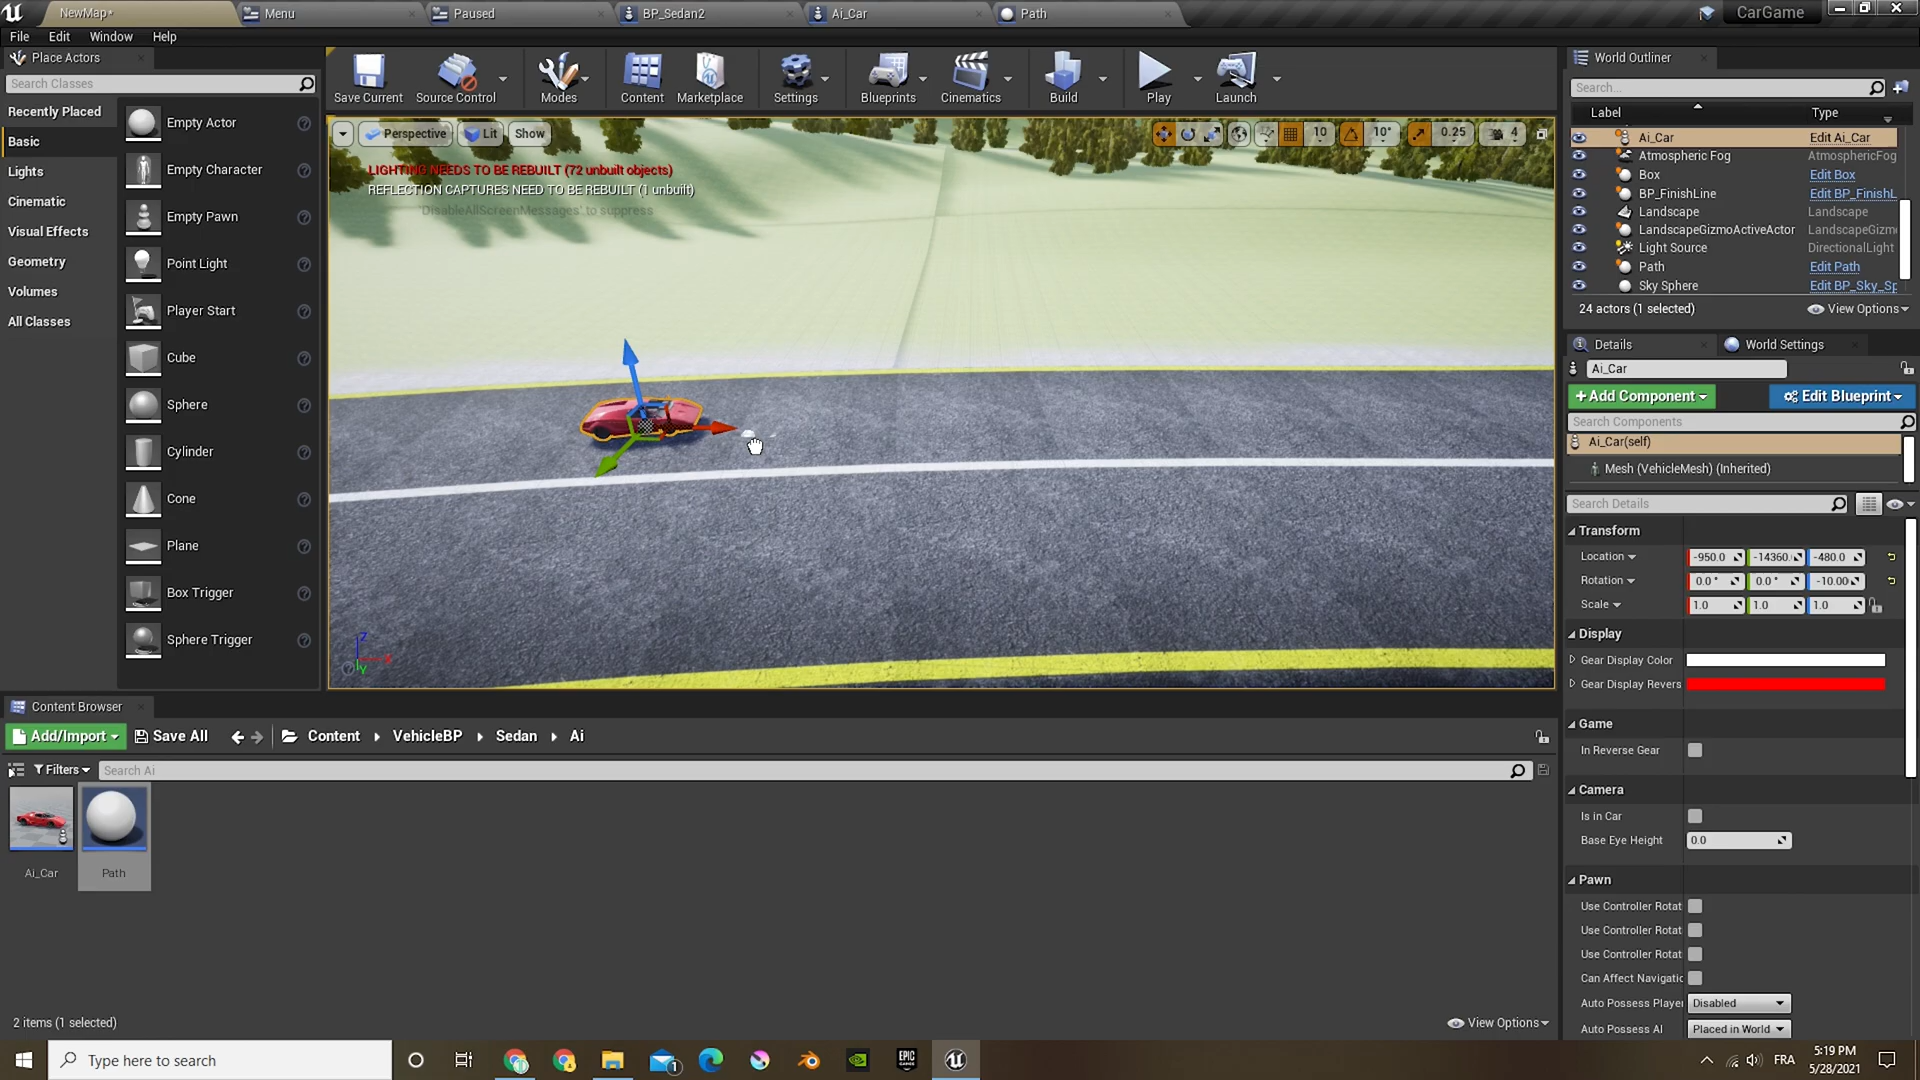 NewMap*
Menu
Paused
BP_Sedan2
Ai_Car
Path
CarGame
File
Edit
Window
Help
Place Actors
Search Classes
Recently Placed
Basic
Lights
Cinematic
Visual Effects
Geometry
Volumes
All Classes
Empty Actor
Empty Character
Empty Pawn
Point Light
Player Start
Cube
Sphere
Cylinder
Cone
Plane
Box Trigger
Sphere Trigger
Save Current
Source Control
Modes
Content
Marketplace
Settings
Blueprints
Cinematics
Build
Play
Launch
Perspective
Lit
Show
10
10°
0.25
4
LIGHTING NEEDS TO BE REBUILT (72 unbuilt objects)
REFLECTION CAPTURES NEED TO BE REBUILT (1 unbuilt)
'DisableAllScreenMessages' to suppress
Z
X
Y
World Outliner
Search...
Label Type
Ai_Car Edit Ai_Car
Atmospheric Fog AtmosphericFog
Box Edit Box
BP_FinishLine Edit BP_FinishL
Landscape Landscape
LandscapeGizmoActiveActor LandscapeGizm
Light Source DirectionalLight
Path Edit Path
Sky Sphere Edit BP_Sky_Sp
24 actors (1 selected)
View Options
Details
World Settings
Ai_Car
+Add Component
Edit Blueprint
Search Components
Ai_Car(self)
Mesh (VehicleMesh) (Inherited)
Search Details
Transform
Location -950.0 -14360. -480.0
Rotation 0.0° 0.0° -10.00
Scale 1.0 1.0 1.0
Display
Gear Display Color
Gear Display Revers
Game
In Reverse Gear
Camera
Is in Car
Base Eye Height 0.0
Pawn
Use Controller Rotat
Use Controller Rotat
Use Controller Rotat
Can Affect Navigatic
Auto Possess Player Disabled
Auto Possess AI Placed in World
Content Browser
Add/Import
Save All
Content
VehicleBP
Sedan
Ai
Filters
Search Ai
Ai_Car
Path
2 items (1 selected)
View Options
Type here to search
1
EPIC
GAMES
FRA
5:19 PM
5/28/2021